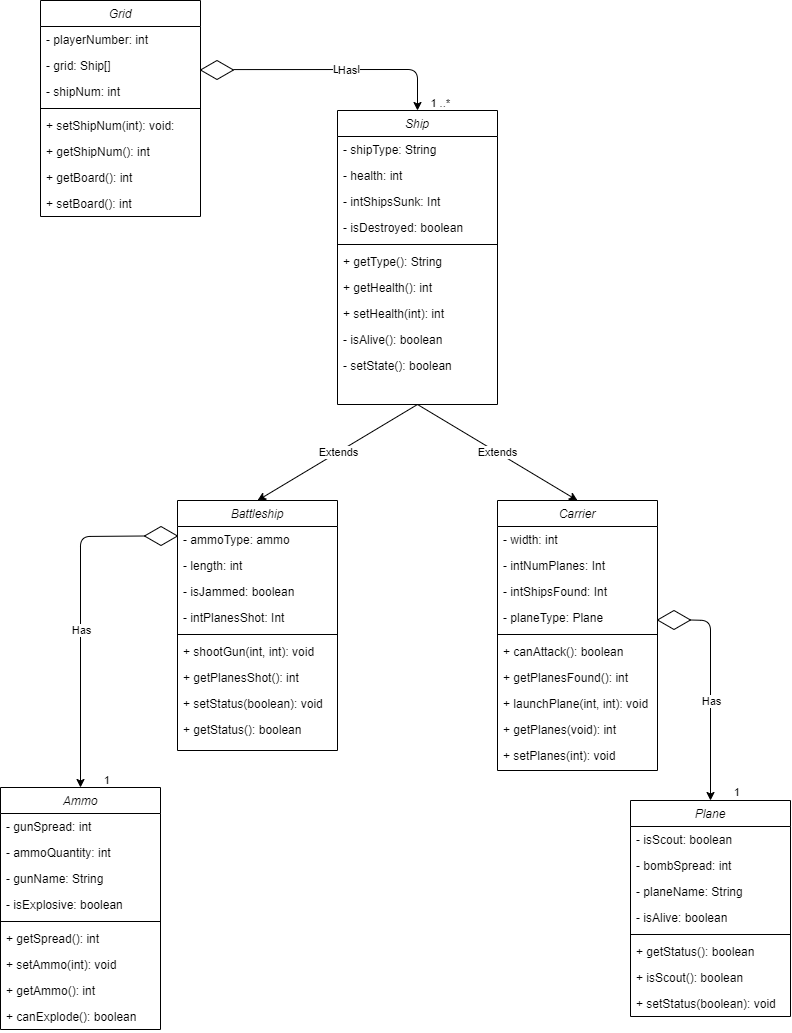 Grid
- playerNumber: int
- grid: Ship[]
- shipNum: int
+ setShipNum(int): void:
+ getShipNum(): int
+ getBoard(): int
+ setBoard(): int
Has
1 ..*
Ship
- shipType: String
- health: int
- intShipsSunk: Int
- isDestroyed: boolean
+ getType(): String
+ getHealth(): int
+ setHealth(int): int
- isAlive(): boolean
- setState(): boolean
Extends
Extends
Battleship
- ammoType: ammo
- length: int
- isJammed: boolean
- intPlanesShot: Int
+ shootGun(int, int): void
+ getPlanesShot(): int
+ setStatus(boolean): void
+ getStatus(): boolean
Carrier
- width: int
- intNumPlanes: Int
- intShipsFound: Int
- planeType: Plane
+ canAttack(): boolean
+ getPlanesFound(): int
+ launchPlane(int, int): void
+ getPlanes(void): int
+ setPlanes(int): void
Has
1
Ammo
- gunSpread: int
- ammoQuantity: int
- gunName: String
- isExplosive: boolean
+ getSpread(): int
+ setAmmo(int): void
+ getAmmo(): int
+ canExplode(): boolean
Has
1
Plane
- isScout: boolean
- bombSpread: int
- planeName: String
- isAlive: boolean
+ getStatus(): boolean
+ isScout(): boolean
+ setStatus(boolean): void